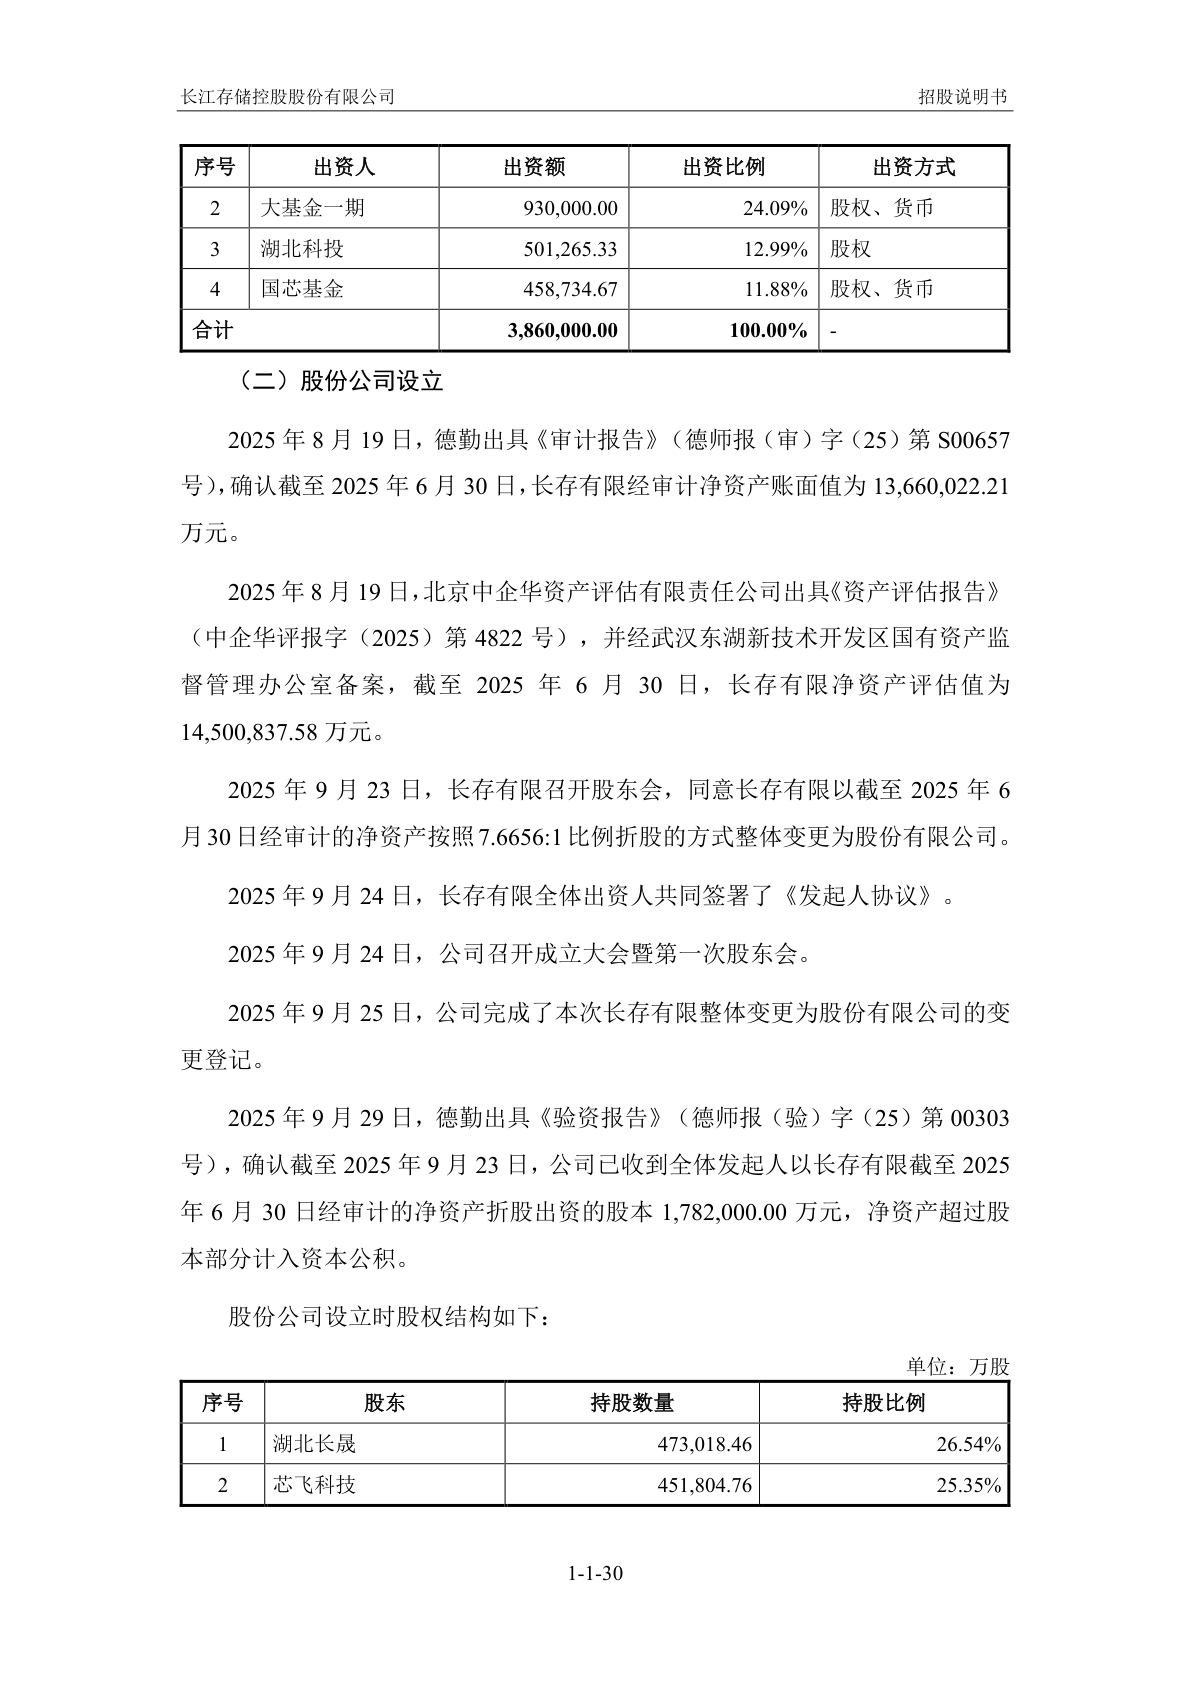 长江存储控股股份有限公司 招股说明书
序号 出资人 出资额 出资比例 出资方式
2 大基金一期 930,000.00 24.09% 股权、货币
3 湖北科投 501,265.33 12.99% 股权
4 国芯基金 458,734.67 11.88% 股权、货币
合计 3,860,000.00 100.00% -
（二）股份公司设立
2025 年 8 月 19 日，德勤出具《审计报告》（德师报（审）字（25）第 S00657
号），确认截至 2025 年 6 月 30 日，长存有限经审计净资产账面值为 13,660,022.21
万元。
2025 年 8 月 19 日，北京中企华资产评估有限责任公司出具《资产评估报告》
（中企华评报字（2025）第 4822 号），并经武汉东湖新技术开发区国有资产监
督管理办公室备案，截至 2025 年 6 月 30 日，长存有限净资产评估值为
14,500,837.58 万元。
2025 年 9 月 23 日，长存有限召开股东会，同意长存有限以截至 2025 年 6
月 30 日经审计的净资产按照 7.6656:1 比例折股的方式整体变更为股份有限公司。
2025 年 9 月 24 日，长存有限全体出资人共同签署了《发起人协议》。
2025 年 9 月 24 日，公司召开成立大会暨第一次股东会。
2025 年 9 月 25 日，公司完成了本次长存有限整体变更为股份有限公司的变
更登记。
2025 年 9 月 29 日，德勤出具《验资报告》（德师报（验）字（25）第 00303
号），确认截至 2025 年 9 月 23 日，公司已收到全体发起人以长存有限截至 2025
年 6 月 30 日经审计的净资产折股出资的股本 1,782,000.00 万元，净资产超过股
本部分计入资本公积。
股份公司设立时股权结构如下：
单位：万股
序号 股东 持股数量 持股比例
1 湖北长晟 473,018.46 26.54%
2 芯飞科技 451,804.76 25.35%
1-1-30